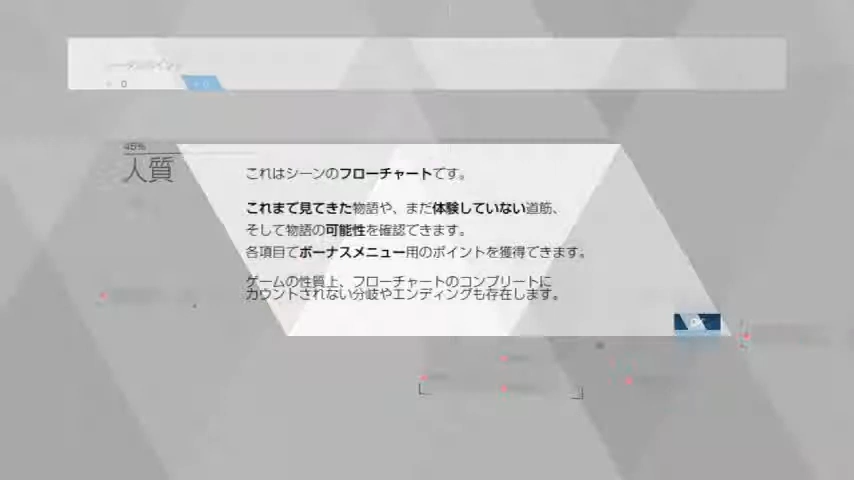 0
45%
人質
これはシーンのフローチャートです。
これまで見てきた物語や、まだ体験していない道筋、
そして物語の可能性を確認できます。
各項目でボーナスメニュー用のポイントを獲得できます。
ゲームの性質上、フローチャートのコンプリートに
カウントされない分岐やエンディングも存在します。
OK